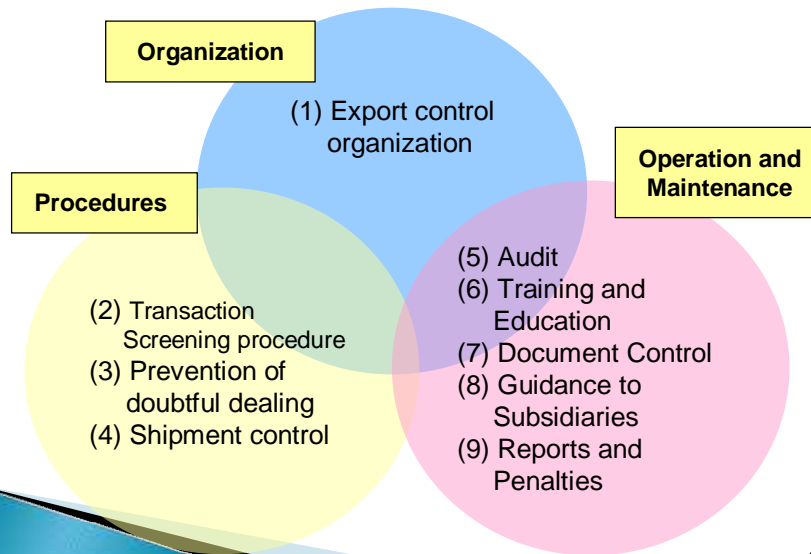 Organization
(1) Export control
organization
Operation and
Maintenance
Procedures
(2) Transaction
Screening procedure
(3) Prevention of
doubtful dealing
(4) Shipment control
(5) Audit
(6) Training and
Education
(7) Document Control
(8) Guidance to
Subsidiaries
(9) Reports and
Penalties